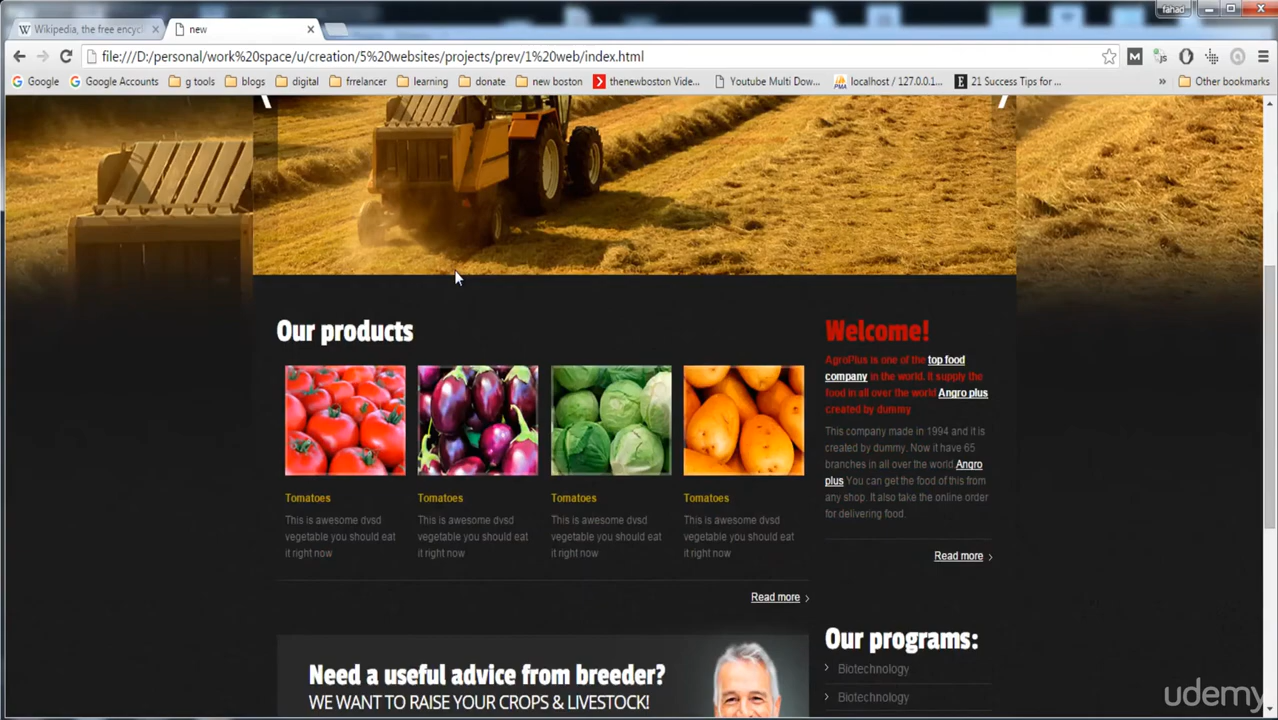 fahad
Wikipedia, the free encyc
new
file:///D:/personal/work%20space/u/creation/5%20websites/projects/prev/1%20web/index.html
Google
Google Accounts
g tools
blogs
digital
frrelancer
learning
donate
new boston
thenewboston Vide...
Youtube Multi Dow...
localhost / 127.0.0.1...
21 Success Tips for ...
Other bookmarks
Our products
Tomatoes
This is awesome dvsd
vegetable you should eat
it right now
Tomatoes
This is awesome dvsd
vegetable you should eat
it right now
Tomatoes
This is awesome dvsd
vegetable you should eat
it right now
Tomatoes
This is awesome dvsd
vegetable you should eat
it right now
Read more
Welcome!
AgroPlus is one of the top food
company in the world. It supply the
food in all over the world Angro plus
created by dummy
This company made in 1994 and it is
created by dummy. Now it have 65
branches in all over the world.Angro
plus You can get the food of this from
any shop. It also take the online order
for delivering food.
Read more
Need a useful advice from breeder?
WE WANT TO RAISE YOUR CROPS & LIVESTOCK!
Our programs:
Biotechnology
Biotechnology
udemy